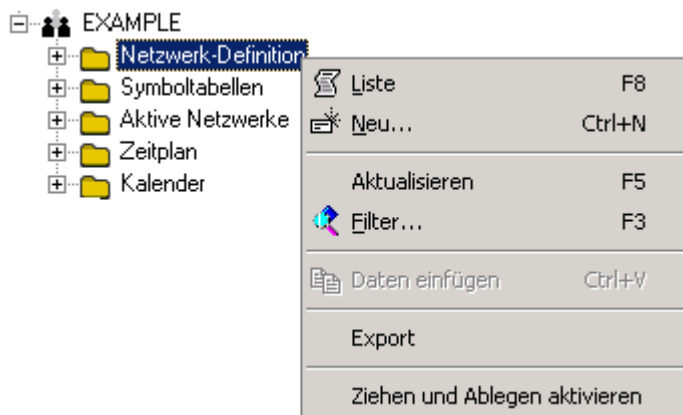 EXAMPLE
Netzwerk-Definition
Symboltabellen
Aktive Netzwerke
Zeitplan
Kalender
Liste F8
Neu... Ctrl+N
Aktualisieren F5
Filter... F3
Daten einfügen Ctrl+V
Export
Ziehen und Ablegen aktivieren